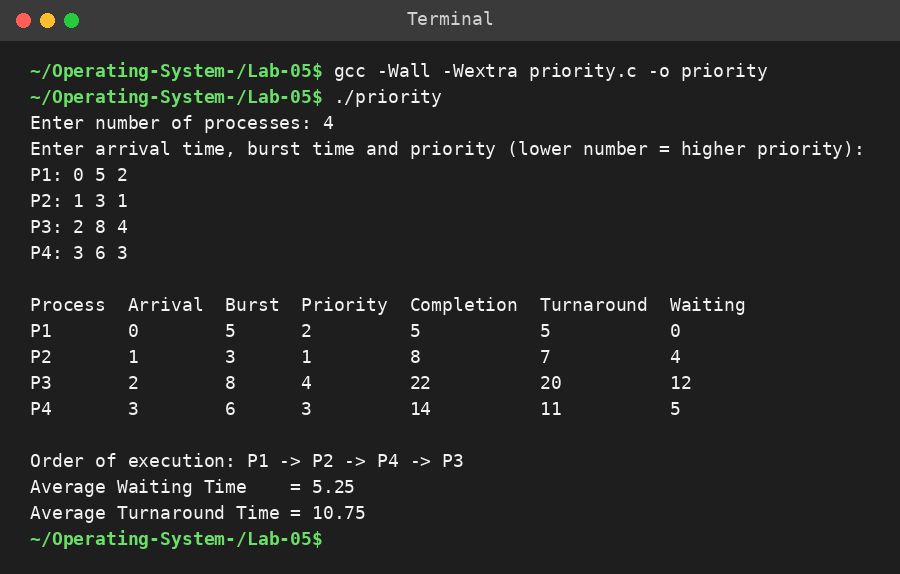 Terminal
~/Operating-System-/Lab-05$ gcc -Wall -Wextra priority.c -o priority
~/Operating-System-/Lab-05$ ./priority
Enter number of processes: 4
Enter arrival time, burst time and priority (lower number = higher priority):
P1: 0 5 2
P2: 1 3 1
P3: 2 8 4
P4: 3 6 3

Process  Arrival  Burst  Priority  Completion  Turnaround  Waiting
P1       0        5      2         5           5           0
P2       1        3      1         8           7           4
P3       2        8      4         22          20          12
P4       3        6      3         14          11          5

Order of execution: P1 -> P2 -> P4 -> P3
Average Waiting Time    = 5.25
Average Turnaround Time = 10.75
~/Operating-System-/Lab-05$